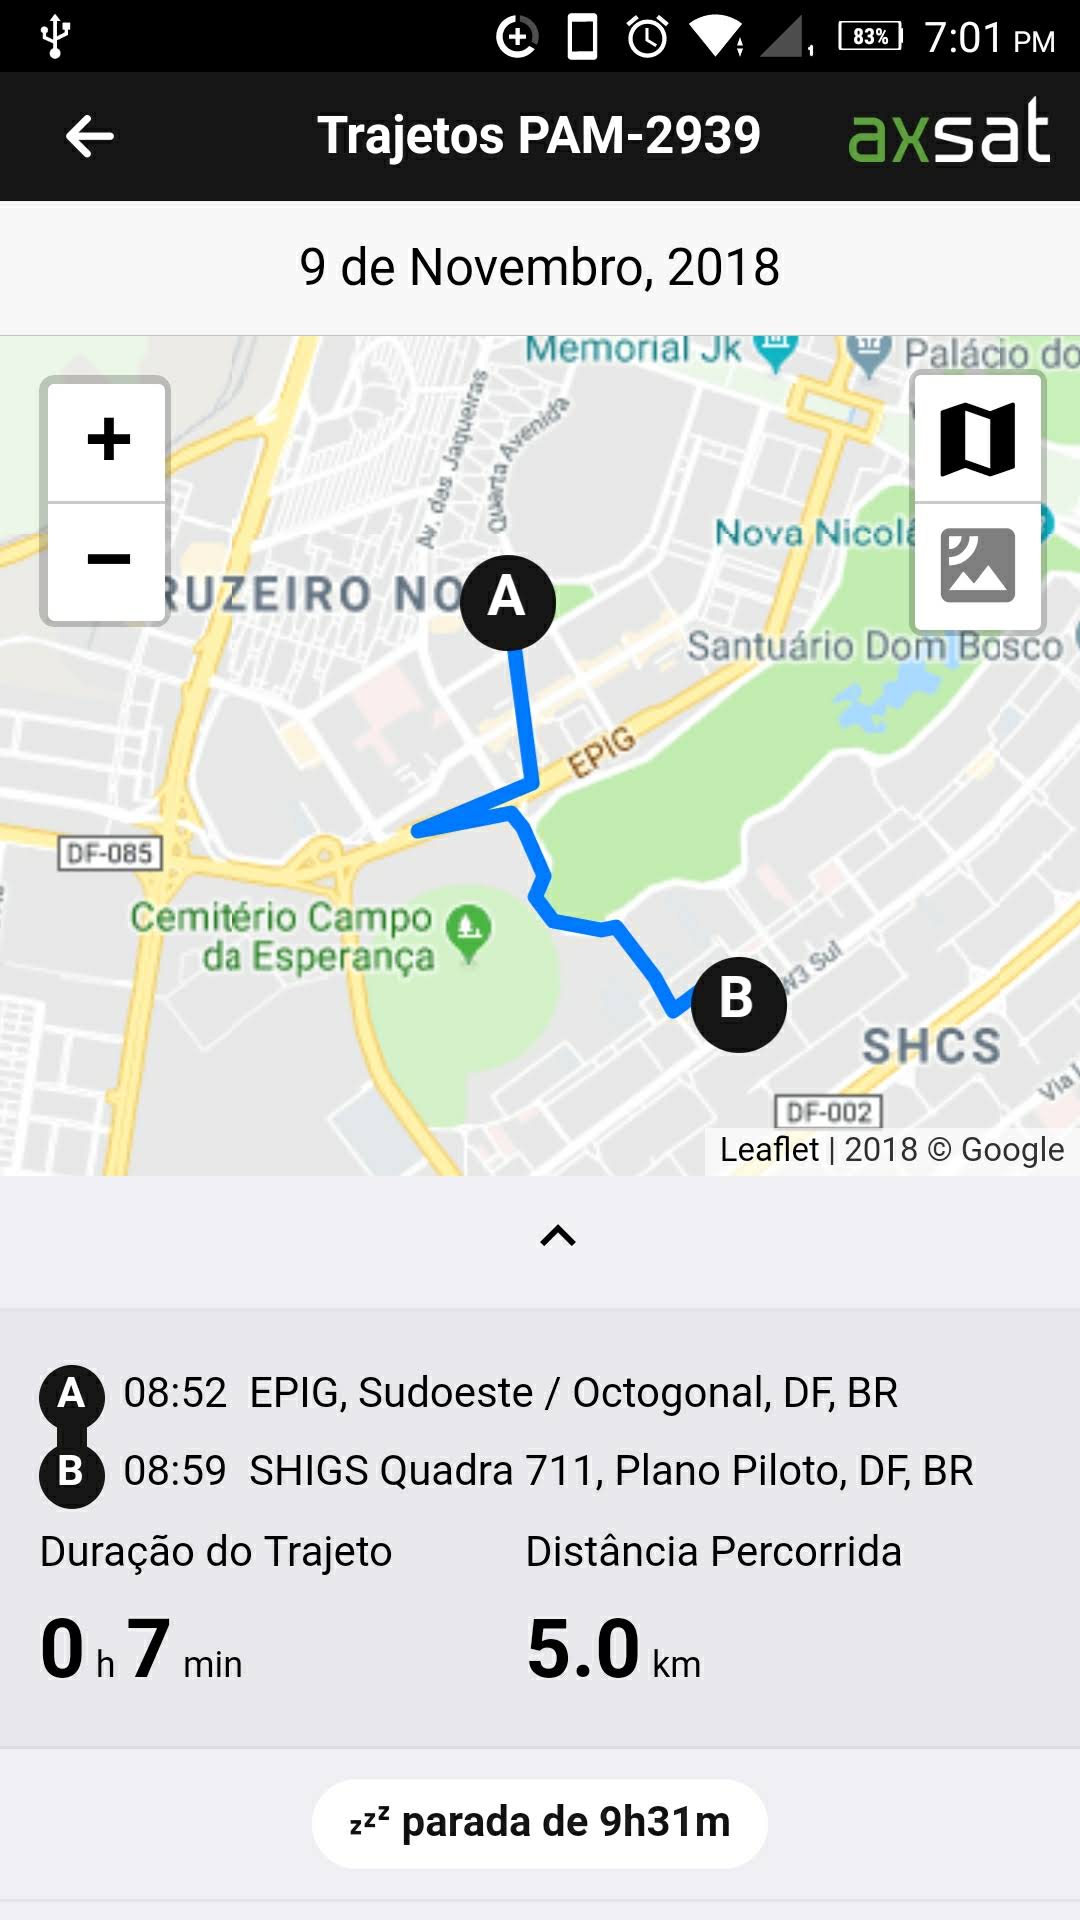 83% 7:01 PM
Trajetos PAM-2939 axsat
9 de Novembro, 2018
Memorial Jk
Palácio do
Av. das Jaqueiras
Quarta Avenida
+
−
Nova Nicolá
RUZEIRO NO
A
Santuário Dom Bosco
EPIG
DF-085
Cemitério Campo
da Esperança
W3 Sul
B
SHCS
Via L
DF-002
Leaflet | 2018 © Google
A 08:52 EPIG, Sudoeste / Octogonal, DF, BR
B 08:59 SHIGS Quadra 711, Plano Piloto, DF, BR
Duração do Trajeto Distância Percorrida
0 h 7 min 5.0 km
zzz parada de 9h31m